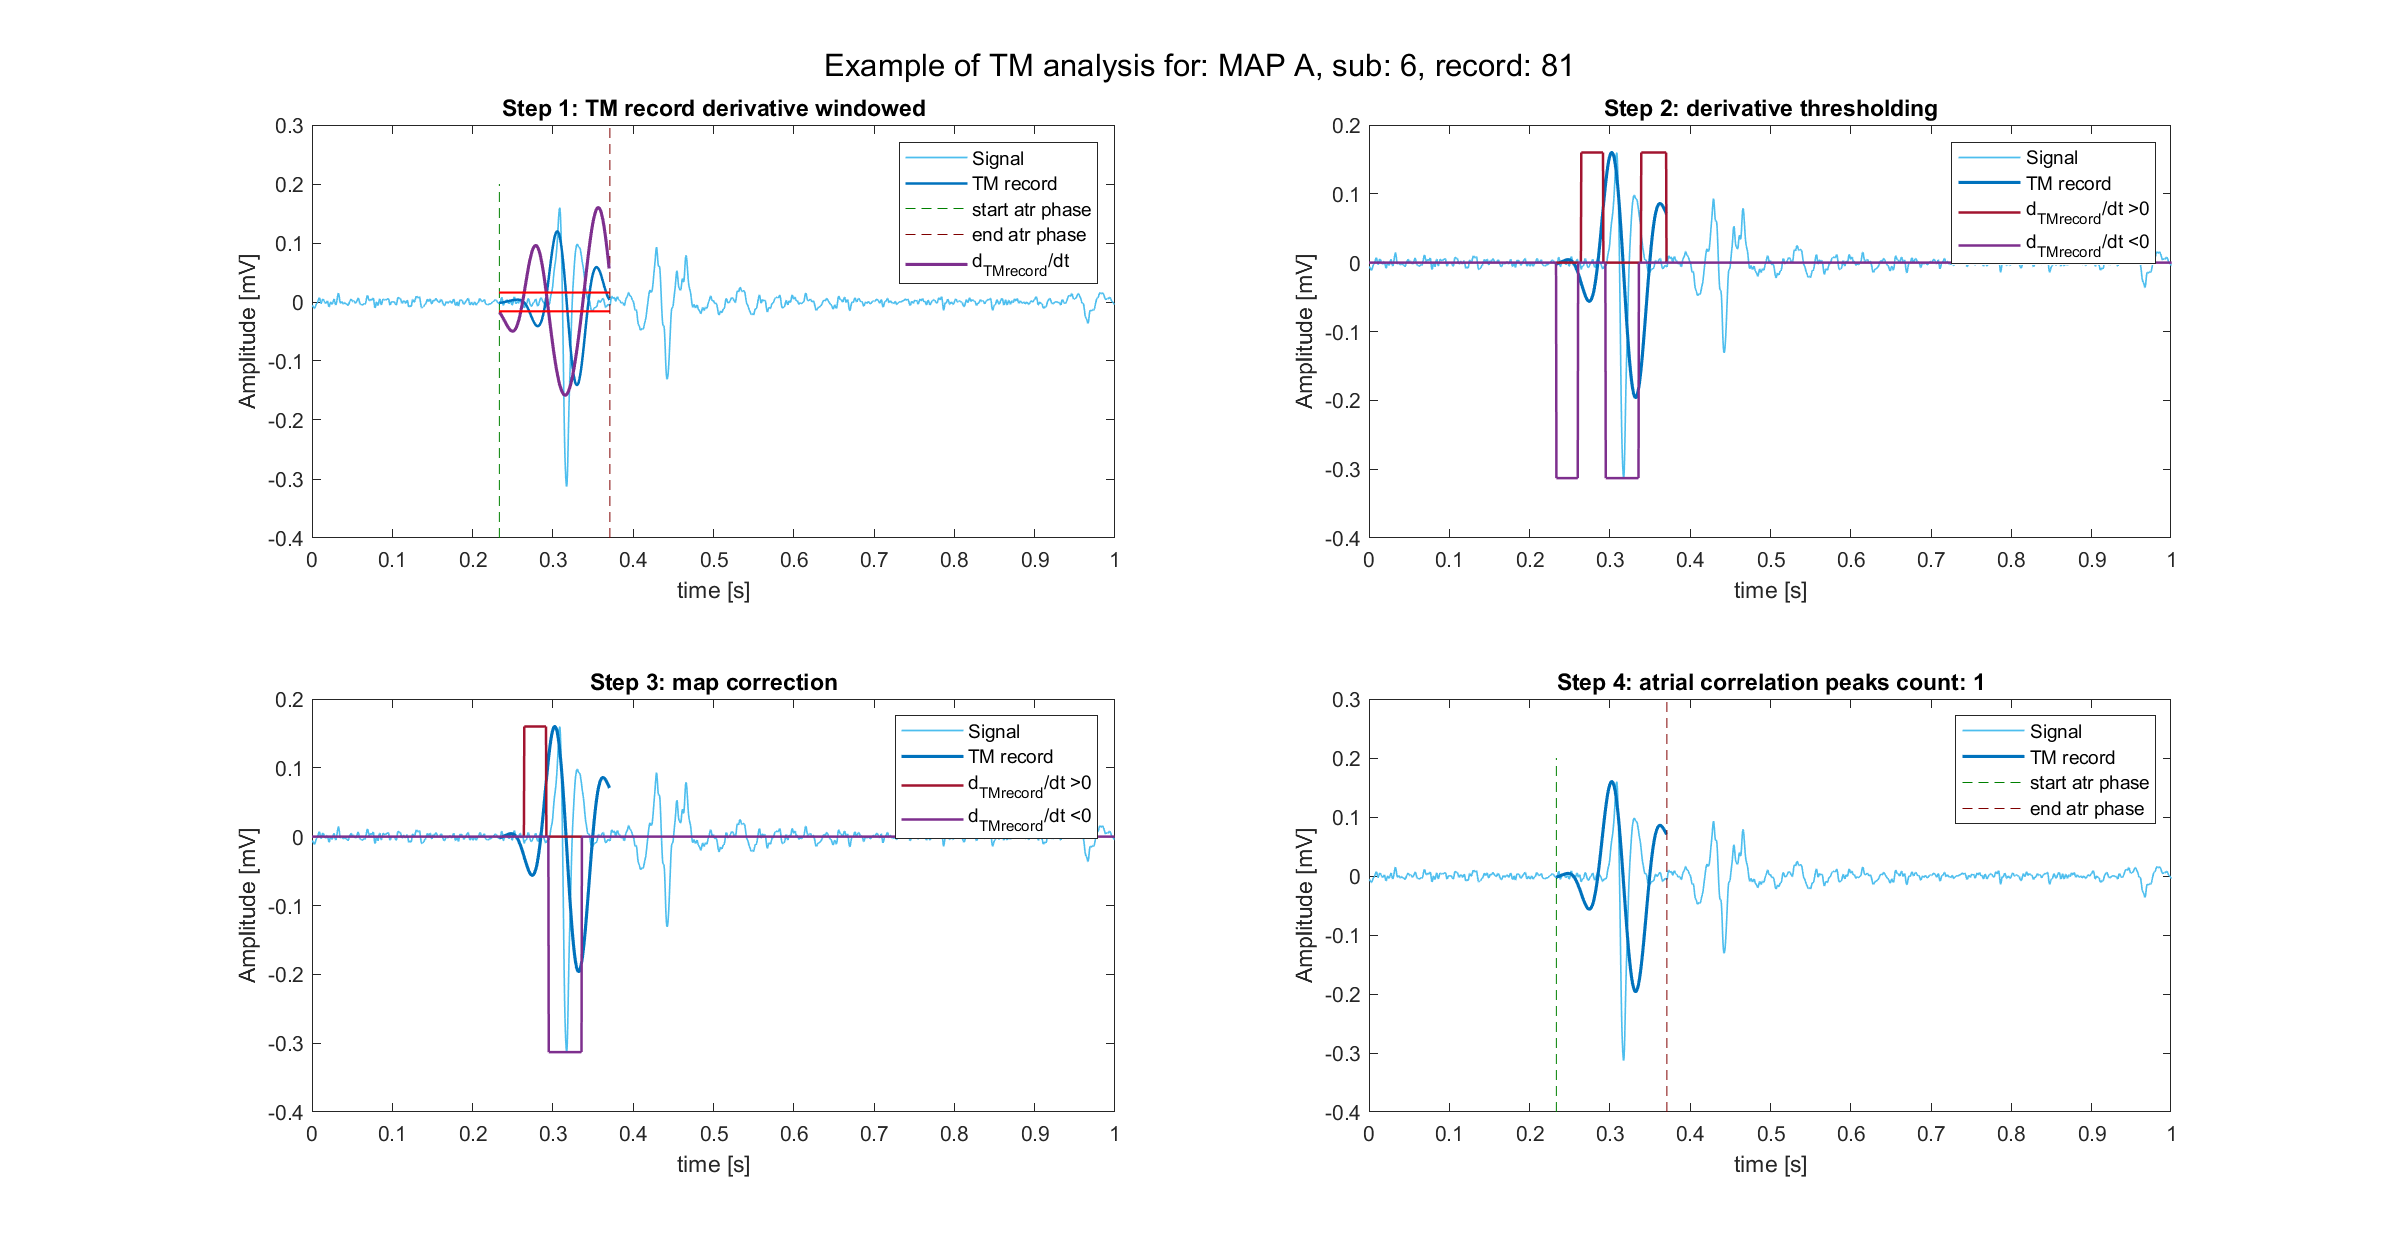 Example of TM analysis for: MAP A, sub: 6, record: 81
Step 1: TM record derivative windowed
0.3
0.2
0.1
0
-0.1
-0.2
-0.3
-0.4
Amplitude [mV]
0 0.1 0.2 0.3 0.4 0.5 0.6 0.7 0.8 0.9 1
time [s]
Signal
TM record
start atr phase
end atr phase
dTMrecord/dt
Step 2: derivative thresholding
0.2
0.1
0
-0.1
-0.2
-0.3
-0.4
Amplitude [mV]
0 0.1 0.2 0.3 0.4 0.5 0.6 0.7 0.8 0.9 1
time [s]
Signal
TM record
dTMrecord/dt >0
dTMrecord/dt <0
Step 3: map correction
0.2
0.1
0
-0.1
-0.2
-0.3
-0.4
Amplitude [mV]
0 0.1 0.2 0.3 0.4 0.5 0.6 0.7 0.8 0.9 1
time [s]
Signal
TM record
dTMrecord/dt >0
dTMrecord/dt <0
Step 4: atrial correlation peaks count: 1
0.3
0.2
0.1
0
-0.1
-0.2
-0.3
-0.4
Amplitude [mV]
0 0.1 0.2 0.3 0.4 0.5 0.6 0.7 0.8 0.9 1
time [s]
Signal
TM record
start atr phase
end atr phase